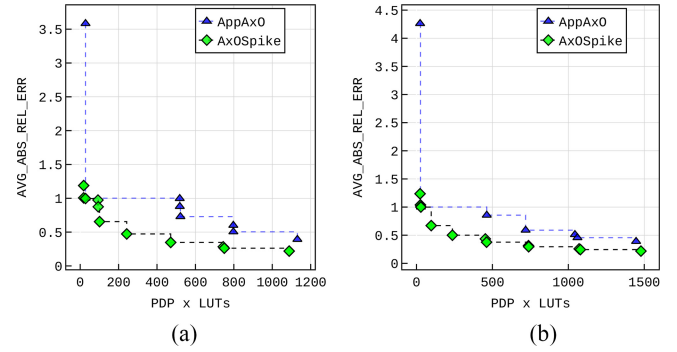 AppAxO
AxOSpike
3.5
3
2.5
2
1.5
1
0.5
0
AVG_ABS_REL_ERR
0 200 400 600 800 1000 1200
PDP x LUTs
(a)
AppAxO
AxOSpike
4.5
4
3.5
3
2.5
2
1.5
1
0.5
0
AVG_ABS_REL_ERR
0 500 1000 1500
PDP x LUTs
(b)